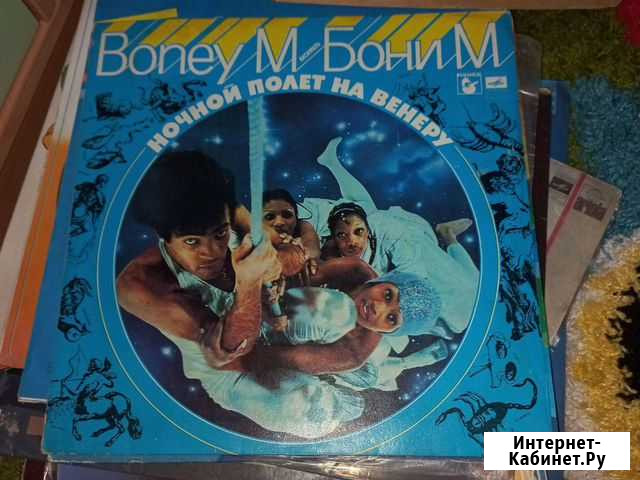 Boney M Бони М
НОЧНОЙ ПОЛЕТ НА ВЕНЕРУ
Интернет-
Кабинет.Ру